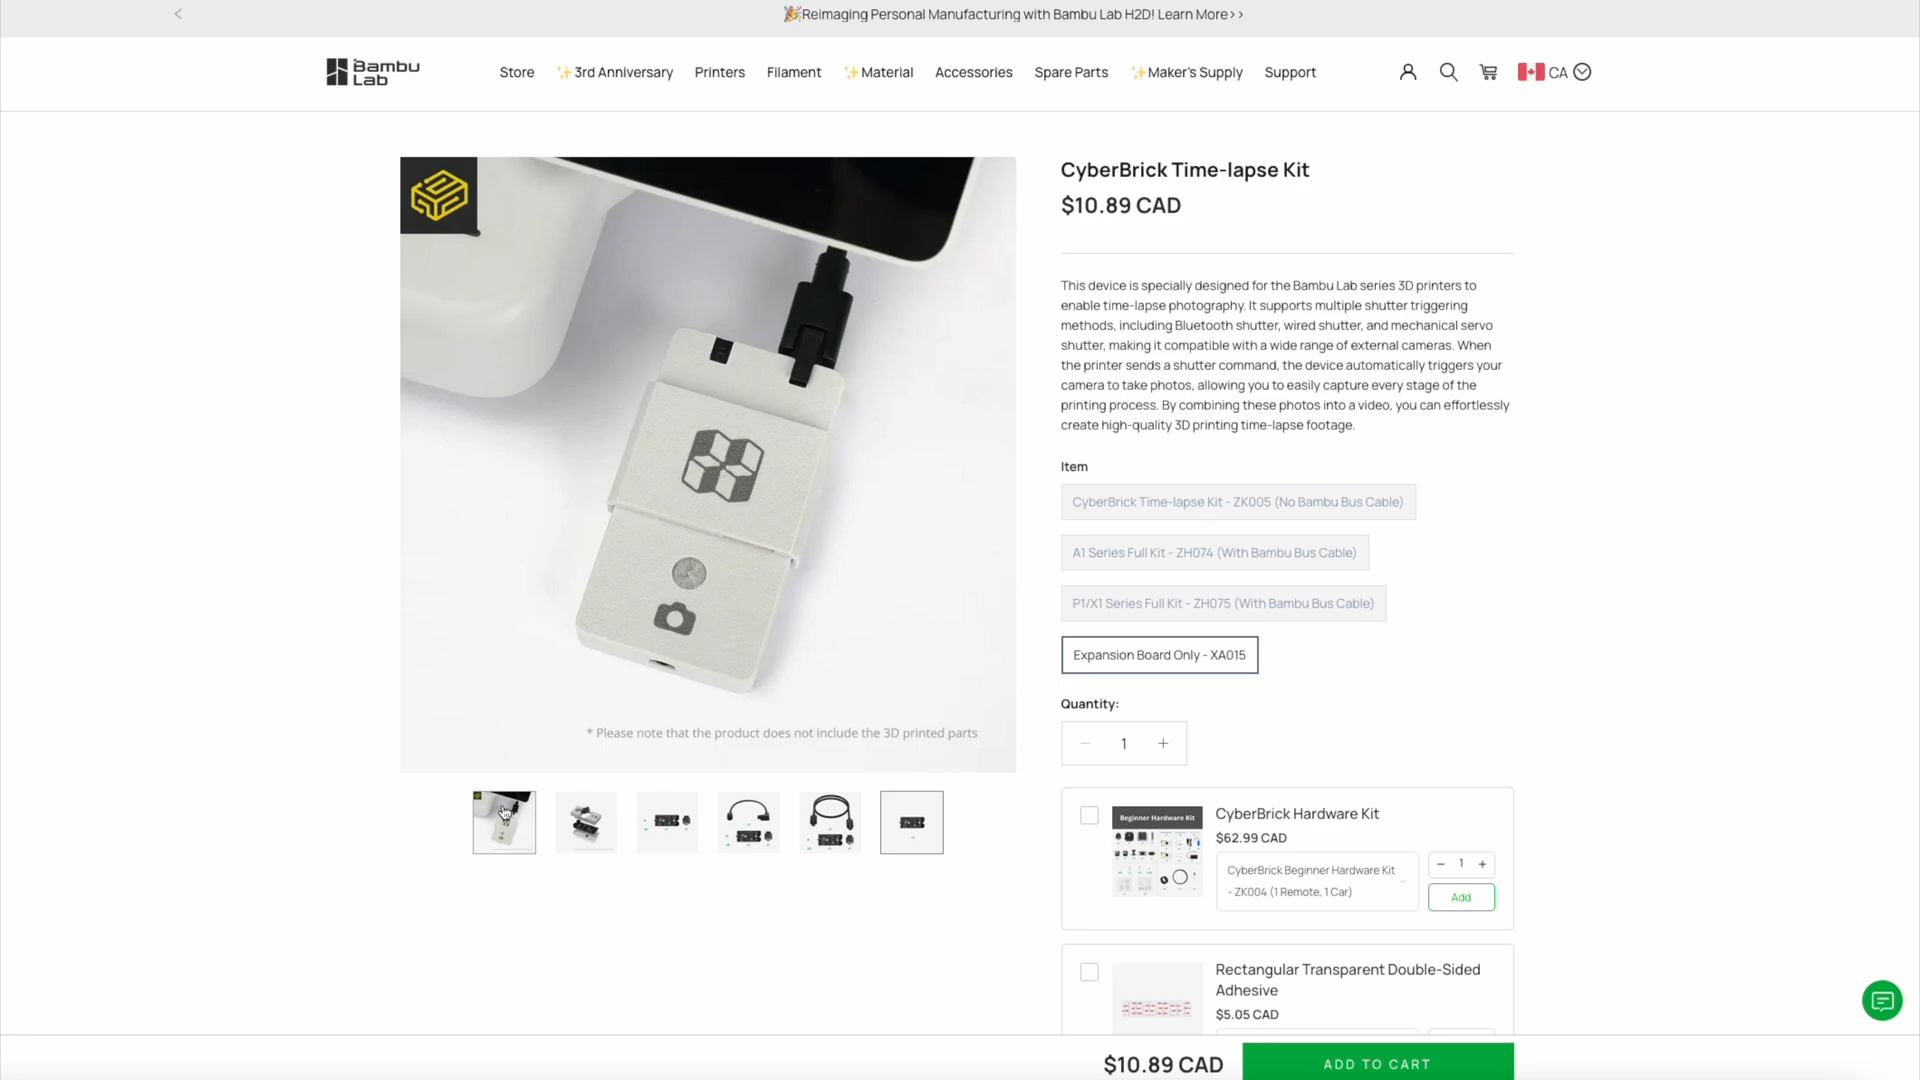 🎉Reimaging Personal Manufacturing with Bambu Lab H2D! Learn More>>
Bambu
Lab
Store
✨3rd Anniversary
Printers
Filament
✨Material
Accessories
Spare Parts
✨Maker's Supply
Support
CA
CyberBrick Time-lapse Kit
$10.89 CAD
This device is specially designed for the Bambu Lab series 3D printers to
enable time-lapse photography. It supports multiple shutter triggering
methods, including Bluetooth shutter, wired shutter, and mechanical servo
shutter, making it compatible with a wide range of external cameras. When
the printer sends a shutter command, the device automatically triggers your
camera to take photos, allowing you to easily capture every stage of the
printing process. By combining these photos into a video, you can effortlessly
create high-quality 3D printing time-lapse footage.
Item
CyberBrick Time-lapse Kit - ZK005 (No Bambu Bus Cable)
A1 Series Full Kit - ZH074 (With Bambu Bus Cable)
P1/X1 Series Full Kit - ZH075 (With Bambu Bus Cable)
Expansion Board Only - XA015
* Please note that the product does not include the 3D printed parts
Quantity:
− 1 +
Beginner Hardware Kit
CyberBrick Hardware Kit
$62.99 CAD
CyberBrick Beginner Hardware Kit
- ZK004 (1 Remote, 1 Car)
− 1 +
Add
Rectangular Transparent Double-Sided
Adhesive
$5.05 CAD
$10.89 CAD
ADD TO CART